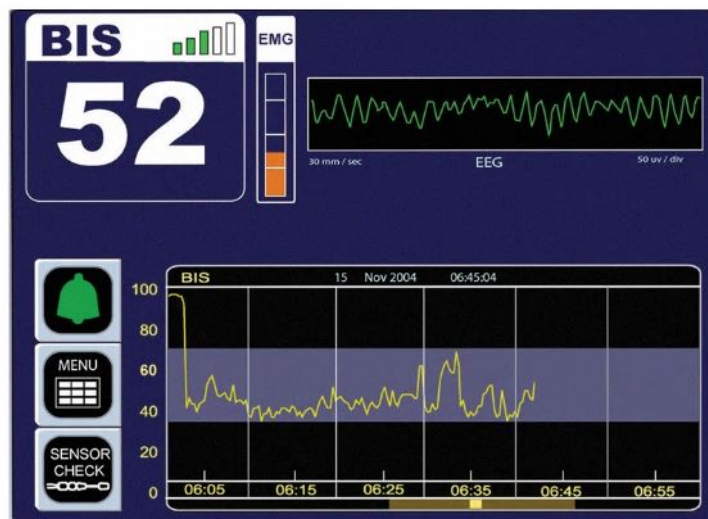 BIS
EMG
52
30 mm / sec
EEG
50 uv / div
BIS 15 Nov 2004 06:45:04
100
80
60
40
20
0
MENU
SENSOR
CHECK
06:05 06:15 06:25 06:35 06:45 06:55